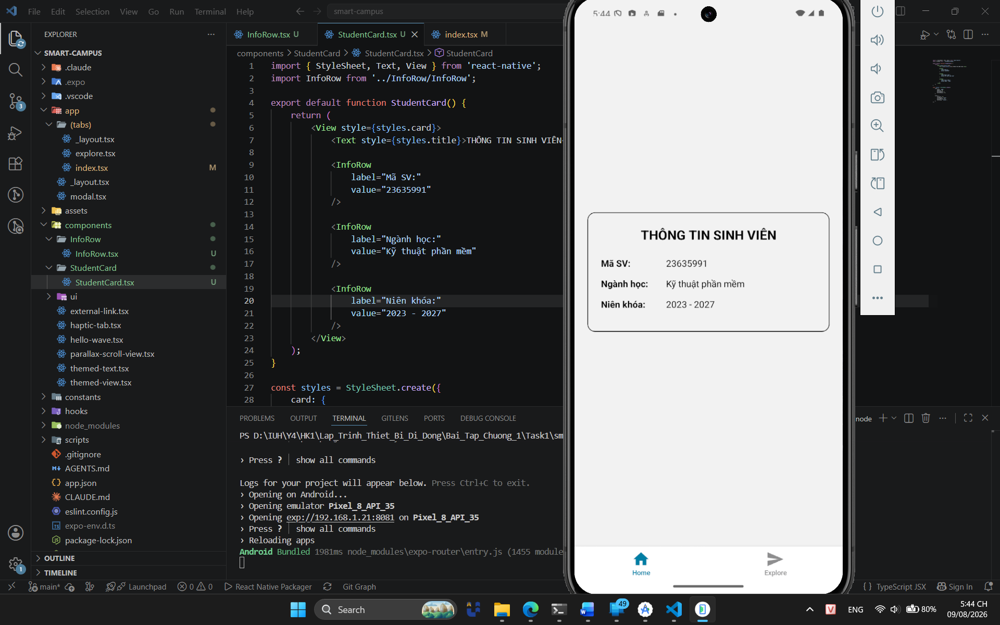 File Edit Selection View Go Run Terminal Help
smart-campus
EXPLORER
SMART-CAMPUS
.claude
.expo
.vscode
app
(tabs)
_layout.tsx
explore.tsx
index.tsx M
_layout.tsx
modal.tsx
assets
components
InfoRow
InfoRow.tsx U
StudentCard
StudentCard.tsx U
ui
external-link.tsx
haptic-tab.tsx
hello-wave.tsx
parallax-scroll-view.tsx
themed-text.tsx
themed-view.tsx
constants
hooks
node_modules
scripts
.gitignore
AGENTS.md
app.json
CLAUDE.md
eslint.config.js
expo-env.d.ts
package-lock.json
OUTLINE
TIMELINE
3
1
InfoRow.tsx U StudentCard.tsx U index.tsx M
components > StudentCard > StudentCard.tsx > StudentCard
1 import { StyleSheet, Text, View } from 'react-native';
2 import InfoRow from '../InfoRow/InfoRow';
3
4 export default function StudentCard() {
5 return (
6 <View style={styles.card}>
7 <Text style={styles.title}>THÔNG TIN SINH VIÊN
8
9 <InfoRow
10 label="Mã SV:"
11 value="23635991"
12 />
13
14 <InfoRow
15 label="Ngành học:"
16 value="Kỹ thuật phần mềm"
17 />
18
19 <InfoRow
20 label="Niên khóa:"
21 value="2023 - 2027"
22 />
23 </View>
24 );
25 }
26
27 const styles = StyleSheet.create({
28 card: {
PROBLEMS OUTPUT TERMINAL GITLENS PORTS DEBUG CONSOLE
node
PS D:\IUH\Y4\HK1\Lap_Trinh_Thiet_Bi_Di_Dong\Bai_Tap_Chuong_1\Task1\sm
› Press ? │ show all commands
Logs for your project will appear below. Press Ctrl+C to exit.
› Opening on Android...
› Opening emulator Pixel_8_API_35
› Opening exp://192.168.1.21:8081 on Pixel_8_API_35
› Press ? │ show all commands
› Reloading apps
Android Bundled 1981ms node_modules\expo-router\entry.js (1455 module
5:44
THÔNG TIN SINH VIÊN
Mã SV: 23635991
Ngành học: Kỹ thuật phần mềm
Niên khóa: 2023 - 2027
Home Explore
main* Launchpad 0 0 React Native Packager Git Graph
{ } TypeScript JSX Sign In
Search
49
ENG 80%
5:44 CH
09/08/2026